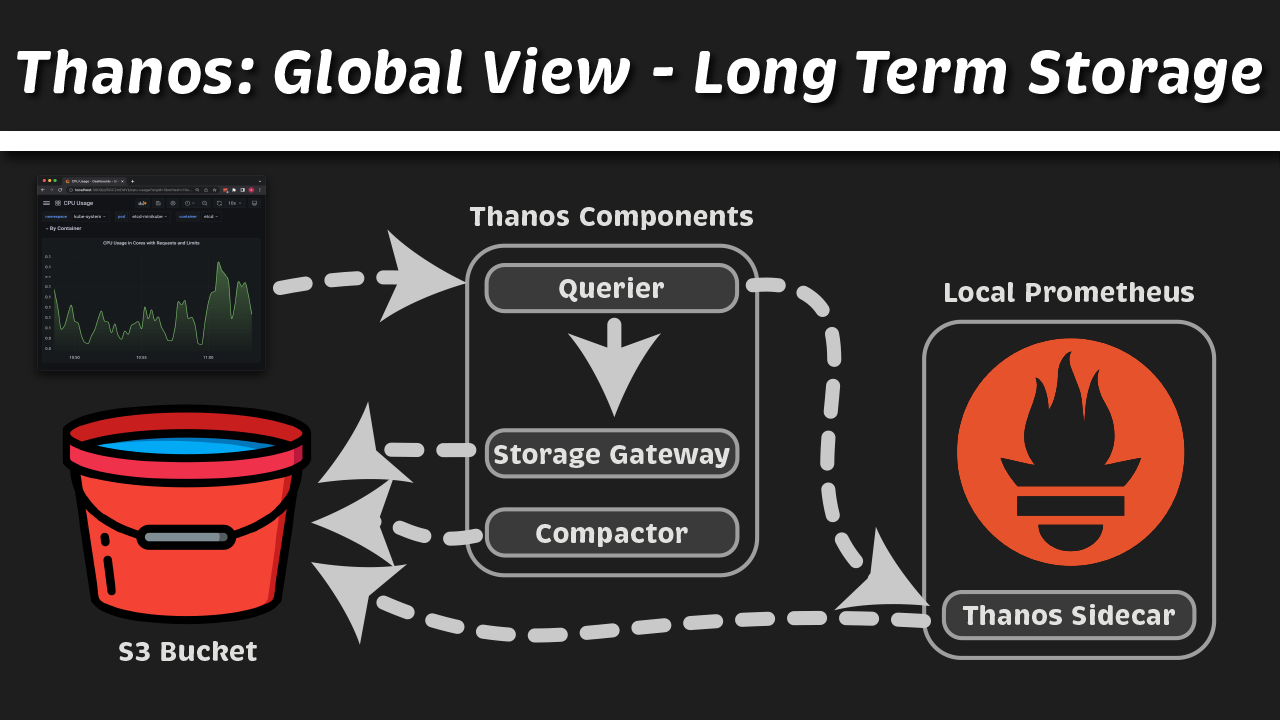 Thanos: Global View - Long Term Storage
CPU Usage
namespace kube-system pod etcd-minikube container etcd
By Container
CPU Usage in Cores with Requests and Limits
Thanos Components
Querier
Storage Gateway
Compactor
Local Prometheus
Thanos Sidecar
S3 Bucket